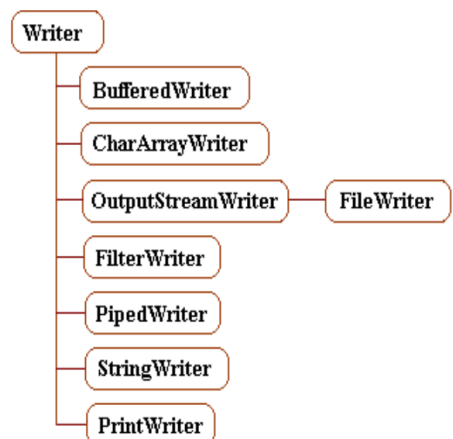 Writer
BufferedWriter
CharArrayWriter
OutputStreamWriter FileWriter
FilterWriter
PipedWriter
StringWriter
PrintWriter